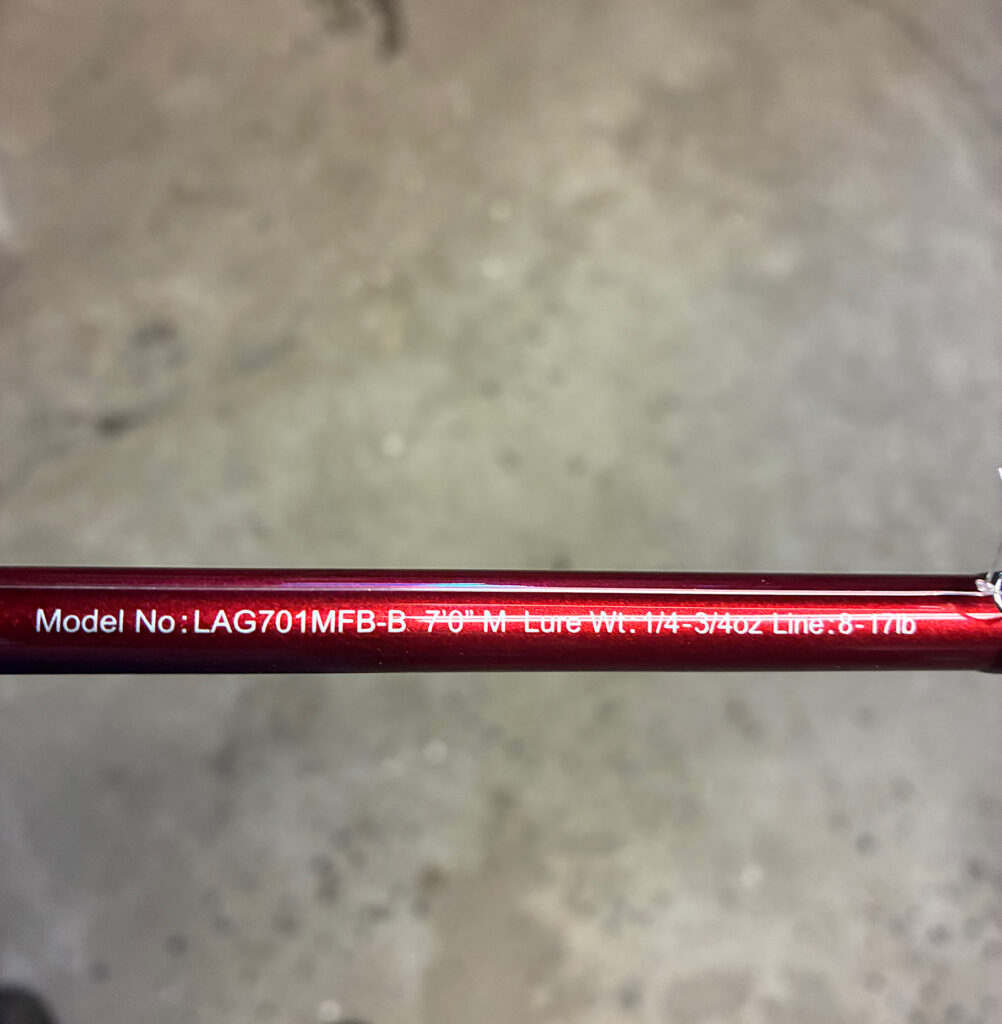 Model No:LAG701MFB-B 7'0" M Lure Wt. 1/4-3/4oz Line:8-17lb